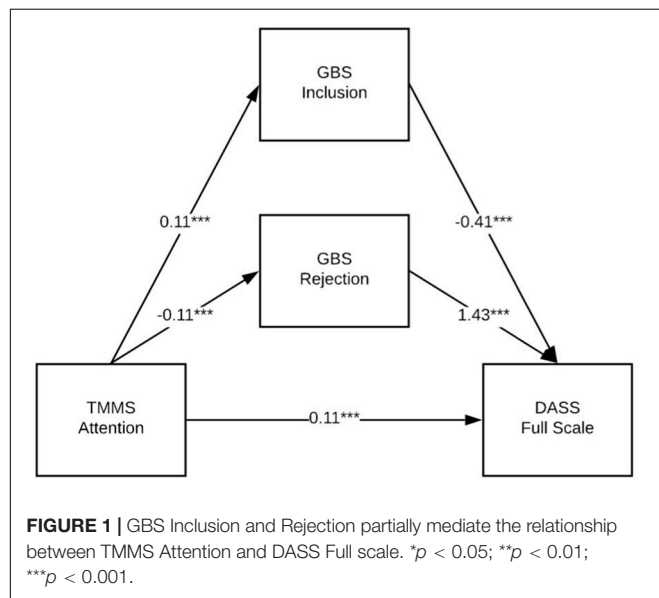 GBS
Inclusion
0.11***
-0.41***
GBS
Rejection
-0.11***
1.43***
TMMS
Attention
0.11***
DASS
Full Scale
FIGURE 1 | GBS Inclusion and Rejection partially mediate the relationship
between TMMS Attention and DASS Full scale. *p < 0.05; **p < 0.01;
***p < 0.001.